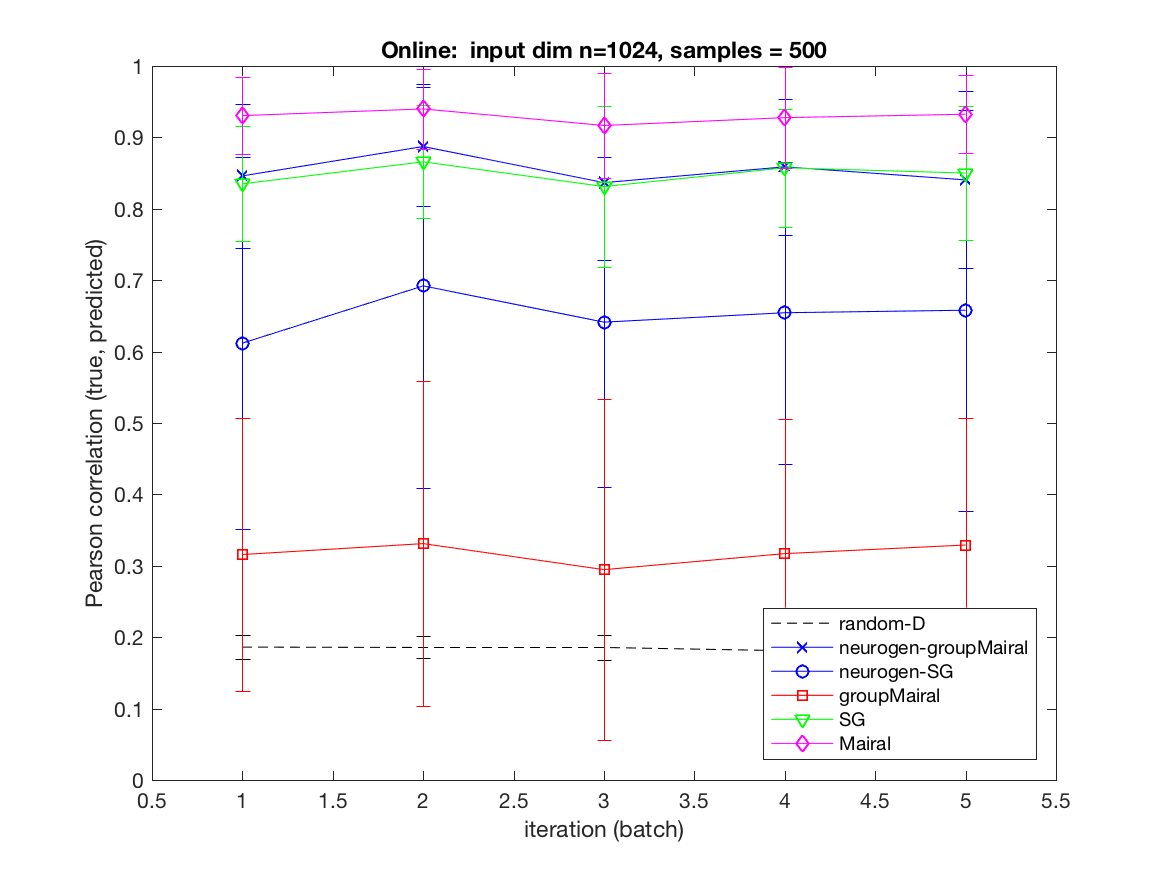 Online:  input dim n=1024, samples = 500
Pearson correlation (true, predicted)
1
0.9
0.8
0.7
0.6
0.5
0.4
0.3
0.2
0.1
0
random-D
neurogen-groupMairal
neurogen-SG
groupMairal
SG
Mairal
0.5 1 1.5 2 2.5 3 3.5 4 4.5 5 5.5
iteration (batch)